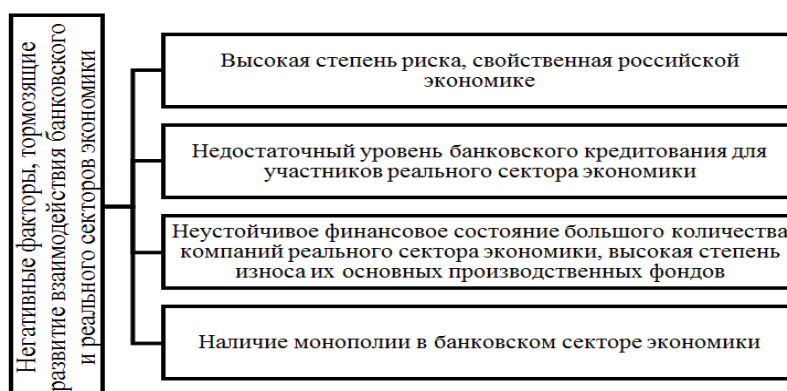 Негативные факторы, тормозящие
развитие взаимодействия банковского
и реального секторов экономики
Высокая степень риска, свойственная российской
экономике
Недостаточный уровень банковского кредитования для
участников реального сектора экономики
Неустойчивое финансовое состояние большого количества
компаний реального сектора экономики, высокая степень
износа их основных производственных фондов
Наличие монополии в банковском секторе экономики